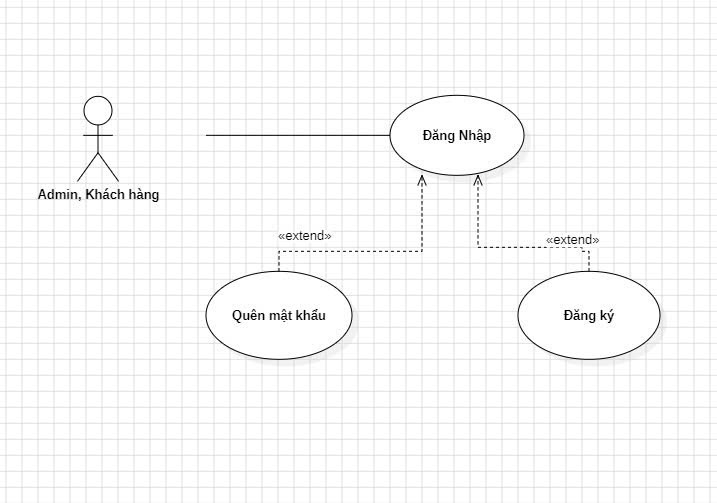 Đăng Nhập
Admin, Khách hàng
«extend»
«extend»
Quên mật khẩu
Đăng ký